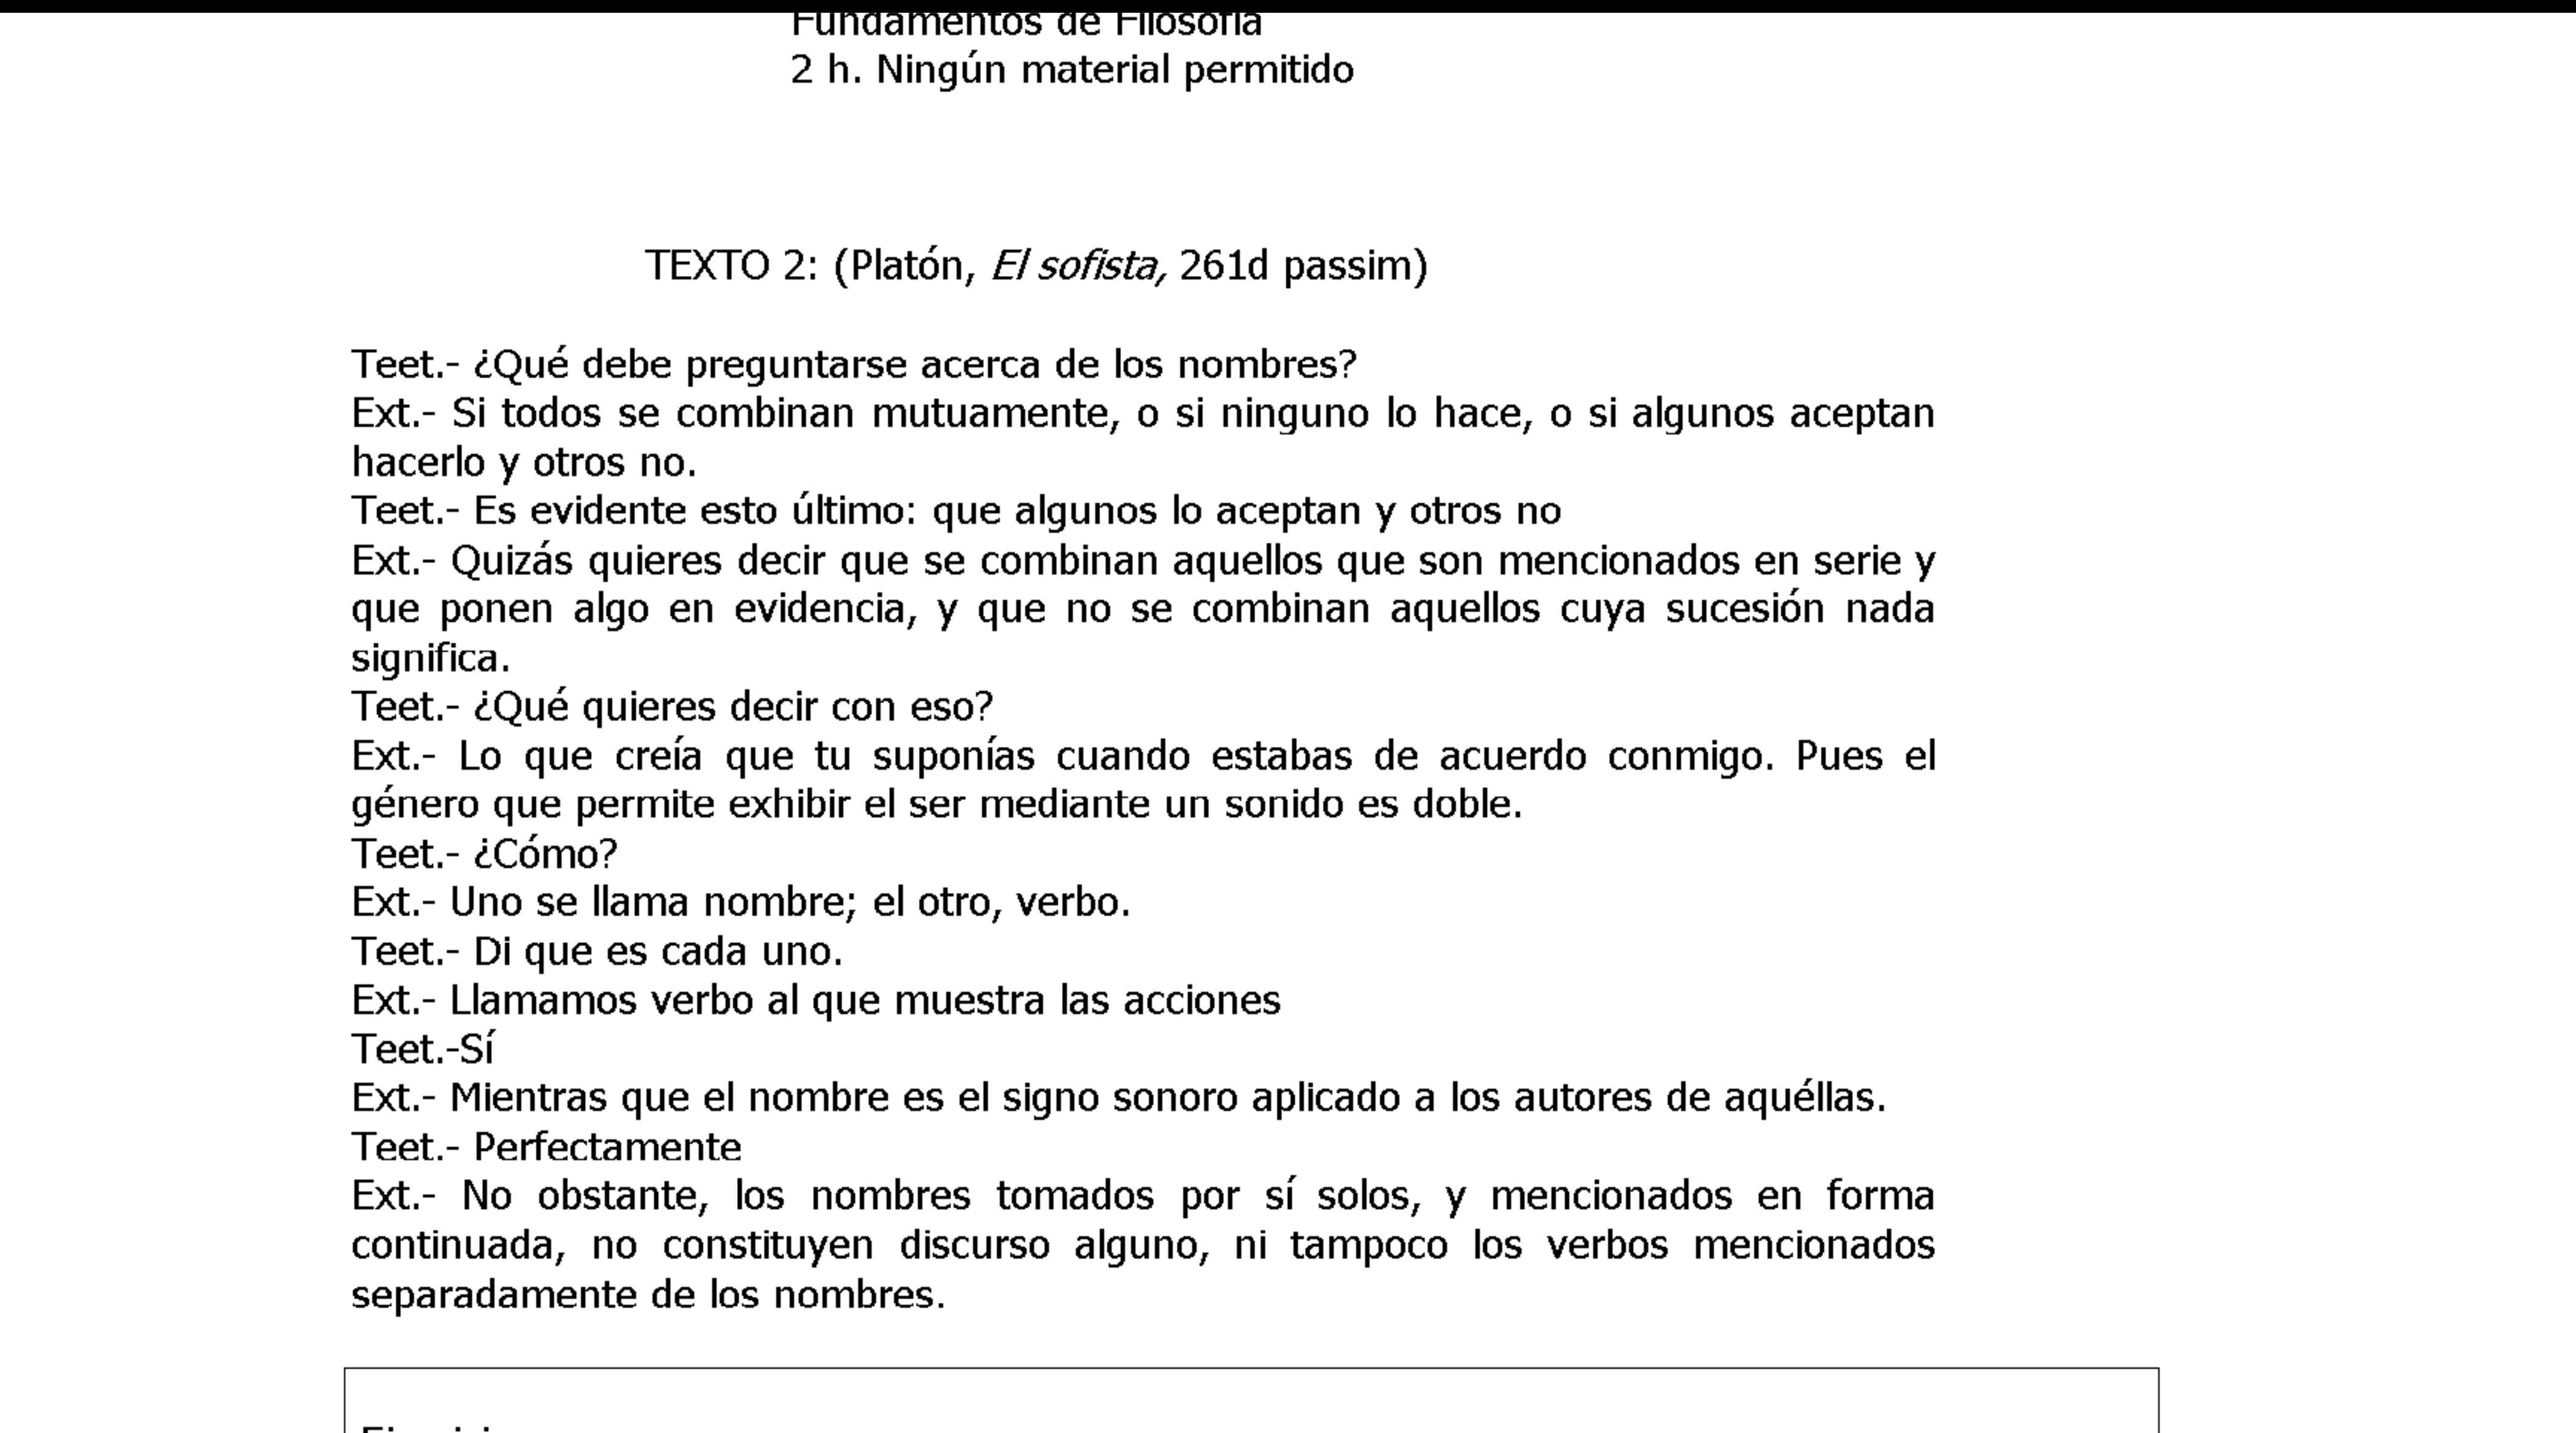 Fundamentos de Filosofía
2 h. Ningún material permitido
TEXTO 2: (Platón, El sofista, 261d passim)
Teet.- ¿Qué debe preguntarse acerca de los nombres?
Ext.- Si todos se combinan mutuamente, o si ninguno lo hace, o si algunos aceptan
hacerlo y otros no.
Teet.- Es evidente esto último: que algunos lo aceptan y otros no
Ext.- Quizás quieres decir que se combinan aquellos que son mencionados en serie y
que ponen algo en evidencia, y que no se combinan aquellos cuya sucesión nada
significa.
Teet.- ¿Qué quieres decir con eso?
Ext.- Lo que creía que tu suponías cuando estabas de acuerdo conmigo. Pues el
género que permite exhibir el ser mediante un sonido es doble.
Teet.- ¿Cómo?
Ext.- Uno se llama nombre; el otro, verbo.
Teet.- Di que es cada uno.
Ext.- Llamamos verbo al que muestra las acciones
Teet.-Sí
Ext.- Mientras que el nombre es el signo sonoro aplicado a los autores de aquéllas.
Teet.- Perfectamente
Ext.- No obstante, los nombres tomados por sí solos, y mencionados en forma
continuada, no constituyen discurso alguno, ni tampoco los verbos mencionados
separadamente de los nombres.